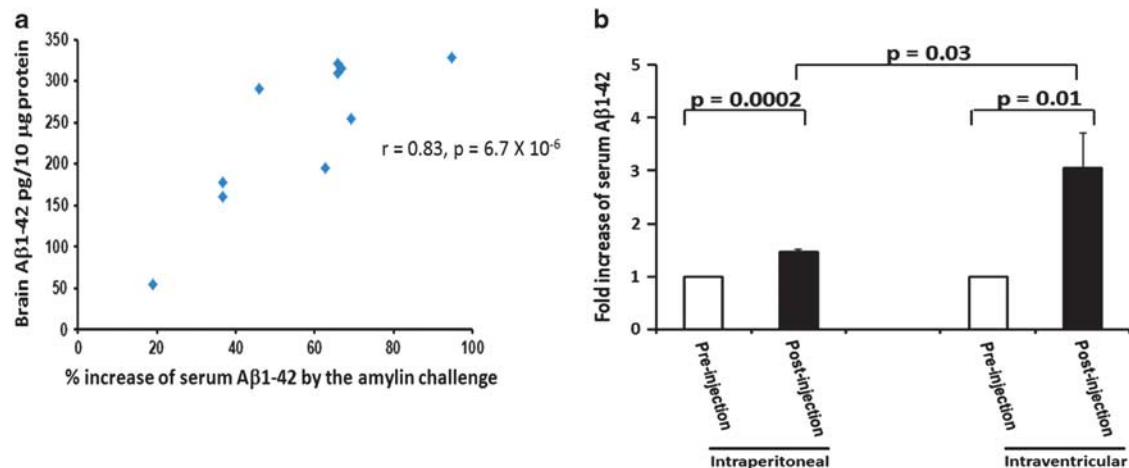 a
Brain Aβ1-42 pg/10 µg protein
350
300
250
200
150
100
50
0
r = 0.83, p = 6.7 X 10⁻⁶
0 20 40 60 80 100
% increase of serum Aβ1-42 by the amylin challenge
b
Fold increase of serum Aβ1-42
5
4
3
2
1
0
p = 0.03
p = 0.0002
p = 0.01
Pre-injection
Post-injection
Pre-injection
Post-injection
Intraperitoneal
Intraventricular